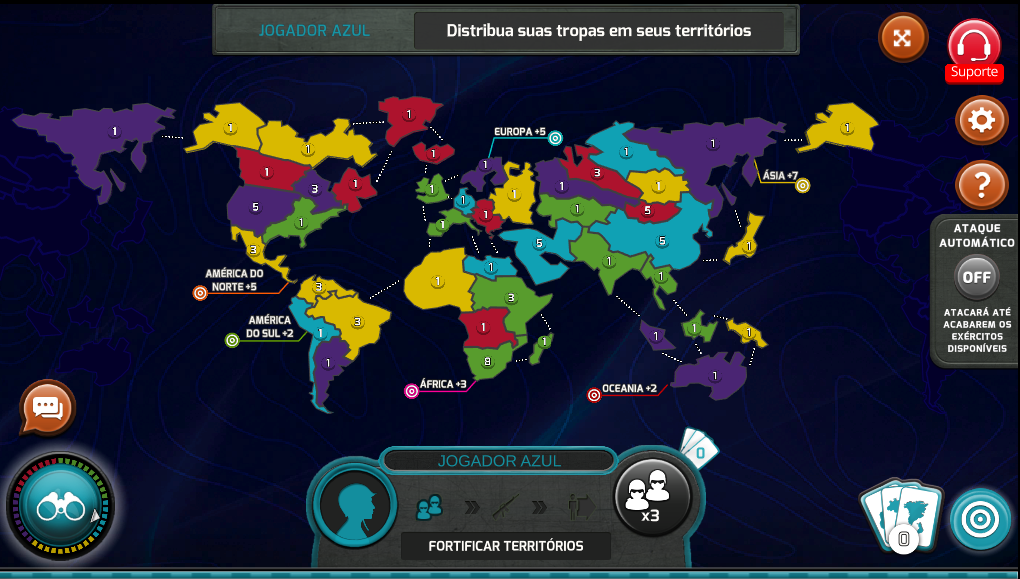 JOGADOR AZUL
Distribua suas tropas em seus territórios
Suporte
1
1
1
1
EUROPA +5
1
1
1
1
1
3
ÁSIA +7
1
3
1
1
1
1
1
1
5
1
1
1
1
5
ATAQUE
AUTOMÁTICO
OFF
ATACARÁ ATÉ
ACABAREM OS
EXÉRCITOS
DISPONÍVEIS
3
5
5
1
1
1
1
1
AMÉRICA DO
NORTE +5
3
1
3
AMÉRICA
DO SUL +2
3
1
1
1
1
1
1
1
8
1
ÁFRICA +3
OCEANIA +2
JOGADOR AZUL
0
x3
FORTIFICAR TERRITÓRIOS
0